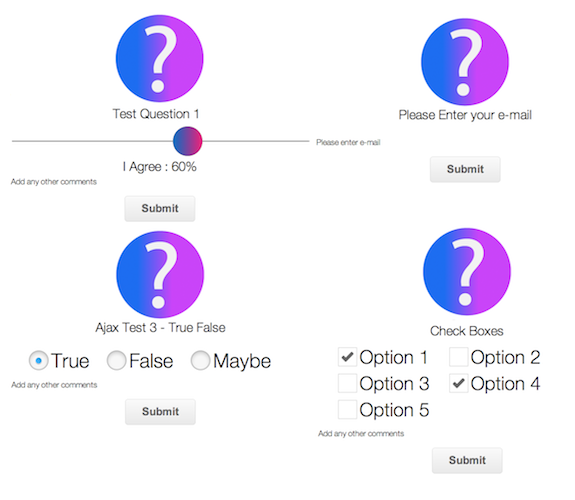 ?
Test Question 1
I Agree : 60%
Add any other comments
Submit
?
Please Enter your e-mail
Please enter e-mail
Submit
?
Ajax Test 3 - True False
True False Maybe
Add any other comments
Submit
?
Check Boxes
Option 1 Option 2
Option 3 Option 4
Option 5
Add any other comments
Submit